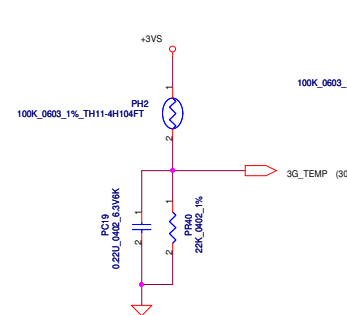 +3VS
100K_0603_
1
PH2
100K_0603_1%_TH11-4H104FT
2
3G_TEMP (30
PC19
0.22U_0402_6.3V6K
1
2
1
2
PR40
22K_0402_1%